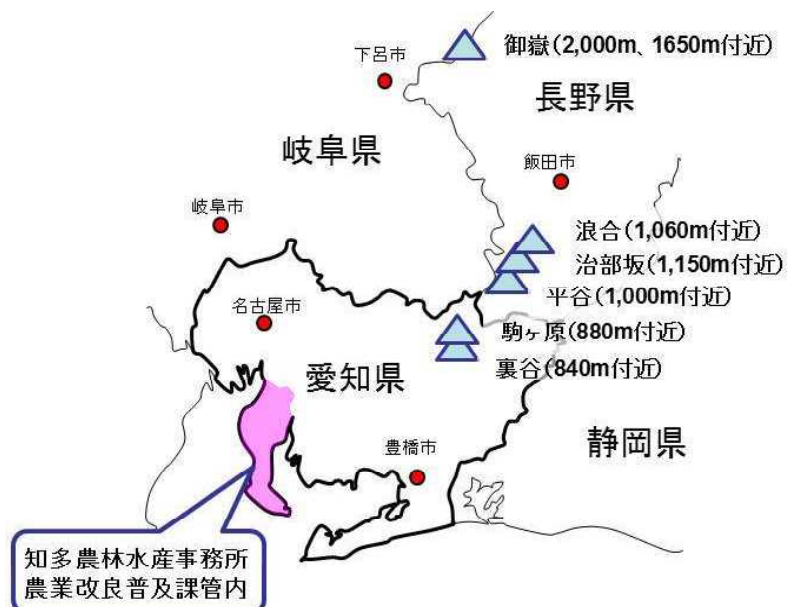 御嶽(2,000m、1650m付近)
下呂市
長野県
岐阜県
飯田市
岐阜市
浪合(1,060m付近)
治部坂(1,150m付近)
平谷(1,000m付近)
名古屋市
駒ヶ原(880m付近)
裏谷(840m付近)
愛知県
静岡県
豊橋市
知多農林水産事務所
農業改良普及課管内